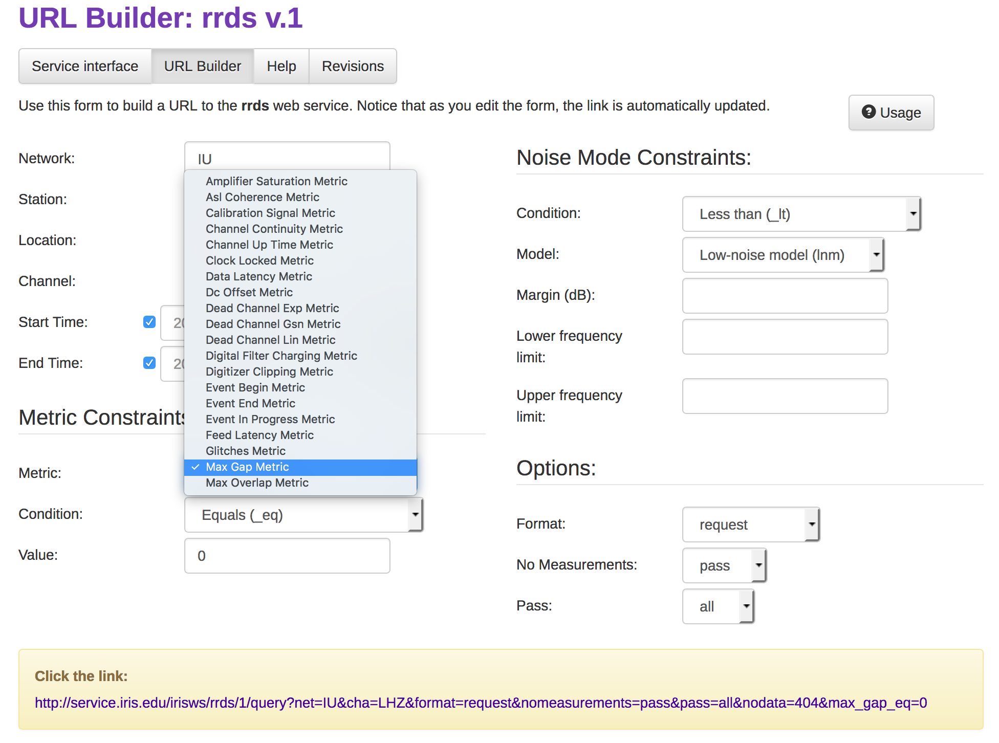 URL Builder: rrds v.1
Service interface
URL Builder
Help
Revisions
Use this form to build a URL to the rrds web service. Notice that as you edit the form, the link is automatically updated.
? Usage
Network:
IU
Station:
Location:
Channel:
Start Time:
20
End Time:
20
Amplifier Saturation Metric
Asl Coherence Metric
Calibration Signal Metric
Channel Continuity Metric
Channel Up Time Metric
Clock Locked Metric
Data Latency Metric
Dc Offset Metric
Dead Channel Exp Metric
Dead Channel Gsn Metric
Dead Channel Lin Metric
Digital Filter Charging Metric
Digitizer Clipping Metric
Event Begin Metric
Event End Metric
Event In Progress Metric
Feed Latency Metric
Glitches Metric
Max Gap Metric
Max Overlap Metric
Metric Constraints
Metric:
Condition:
Equals (_eq)
Value:
0
Noise Mode Constraints:
Condition:
Less than (_lt)
Model:
Low-noise model (lnm)
Margin (dB):
Lower frequency
limit:
Upper frequency
limit:
Options:
Format:
request
No Measurements:
pass
Pass:
all
Click the link:
http://service.iris.edu/irisws/rrds/1/query?net=IU&cha=LHZ&format=request&nomeasurements=pass&pass=all&nodata=404&max_gap_eq=0